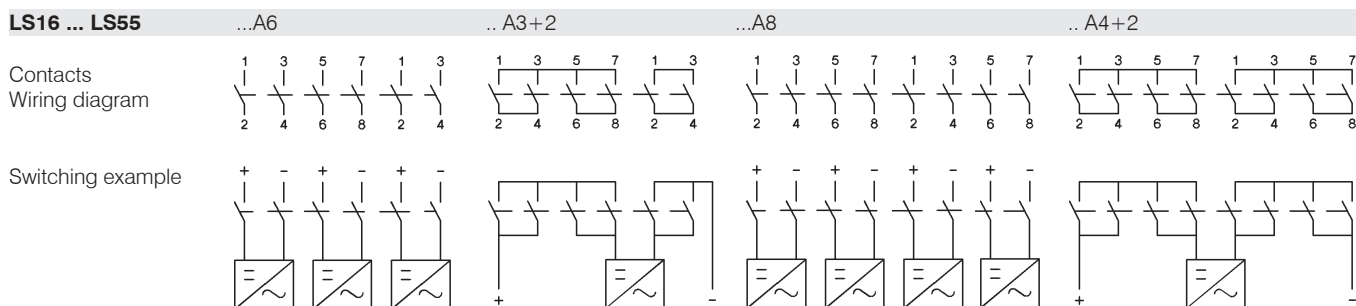 LS16 ... LS55 ...A6 .. A3+2 ...A8 .. A4+2
1 3 5 7 1 3 1 3 5 7 1 3 1 3 5 7 1 3 5 7 1 3 5 7 1 3 5 7
Contacts
Wiring diagram
2 4 6 8 2 4 2 4 6 8 2 4 2 4 6 8 2 4 6 8 2 4 6 8 2 4 6 8
Switching example + - + - + - + - + - + - + -
= ~ = ~ = ~ = ~ = ~ = ~ = ~ = ~ = ~
+ - + -